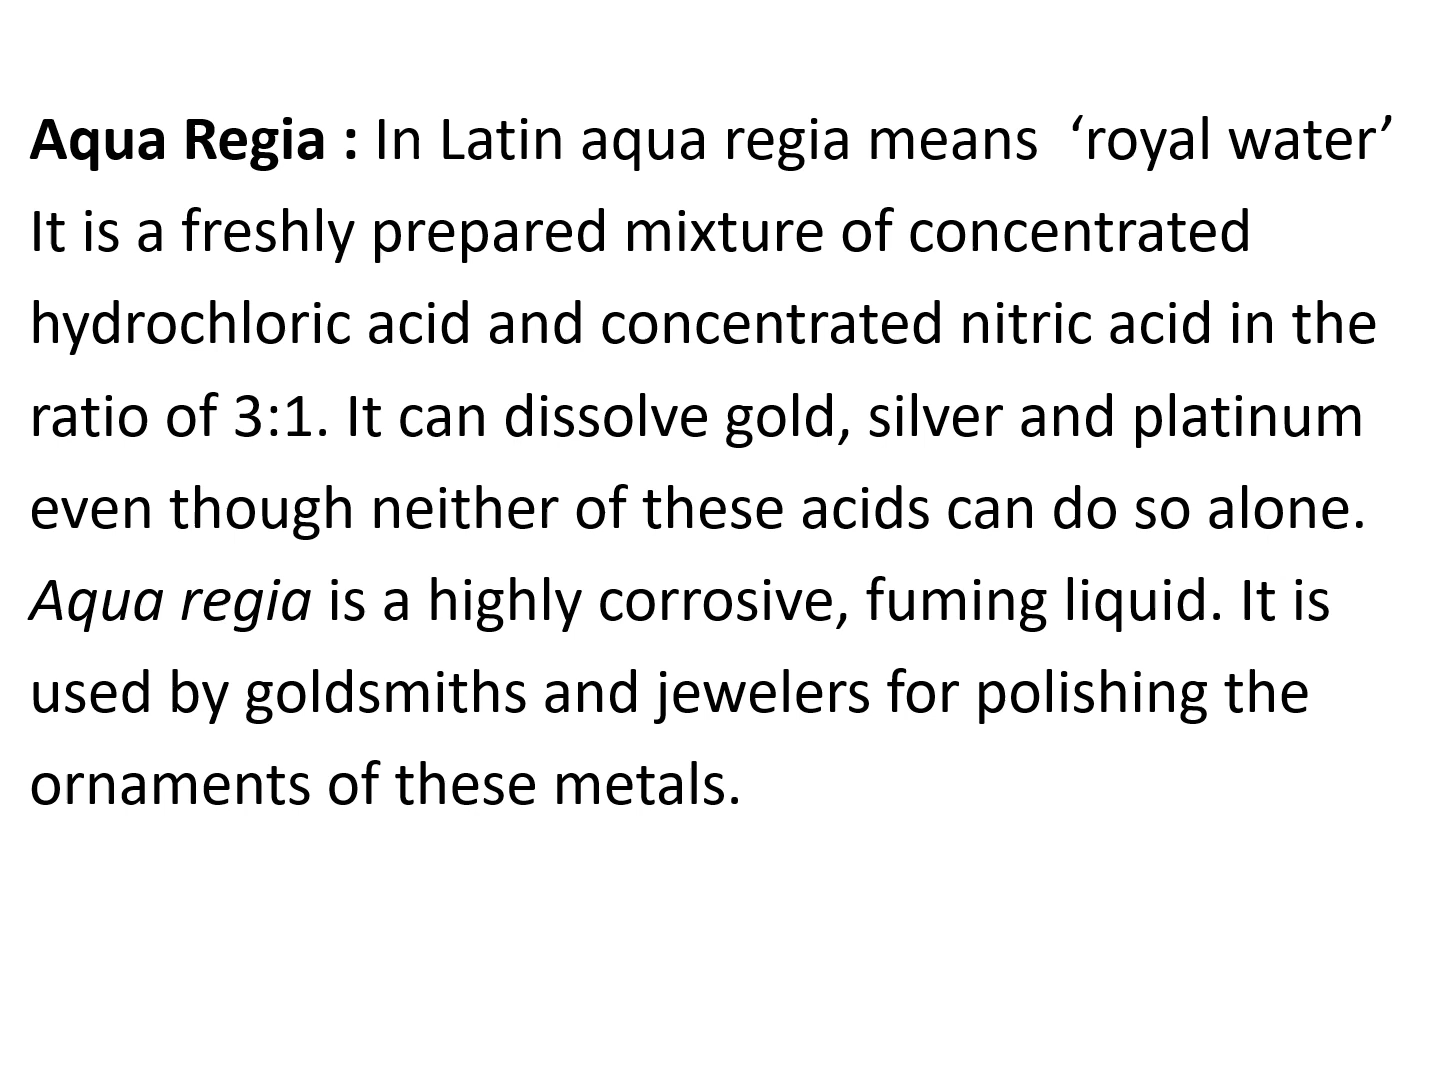 Aqua Regia : In Latin aqua regia means  ‘royal water’
It is a freshly prepared mixture of concentrated
hydrochloric acid and concentrated nitric acid in the
ratio of 3:1. It can dissolve gold, silver and platinum
even though neither of these acids can do so alone.
Aqua regia is a highly corrosive, fuming liquid. It is
used by goldsmiths and jewelers for polishing the
ornaments of these metals.